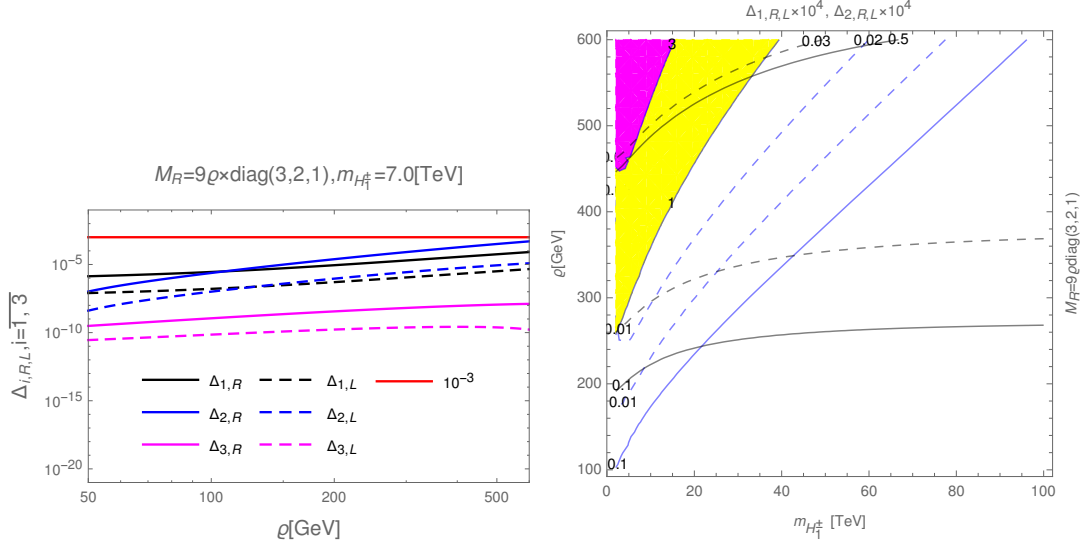 M_R=9ϱ×diag(3,2,1),m_{H_1^±}=7.0[TeV]
Δ_{i,R,L},i=\overline{1,3}
10^{-5}
10^{-10}
10^{-15}
10^{-20}
Δ_{1,R}
Δ_{1,L}
10^{-3}
Δ_{2,R}
Δ_{2,L}
Δ_{3,R}
Δ_{3,L}
50
100
200
500
ϱ[GeV]
Δ_{1,R,L}×10^4, Δ_{2,R,L}×10^4
600
500
400
300
200
100
ϱ[GeV]
3
0.03
0.02
0.5
1
0.01
0.1
0.01
0.1
0
20
40
60
80
100
m_{H_1^±} [TeV]
M_R=9ϱdiag(3,2,1)